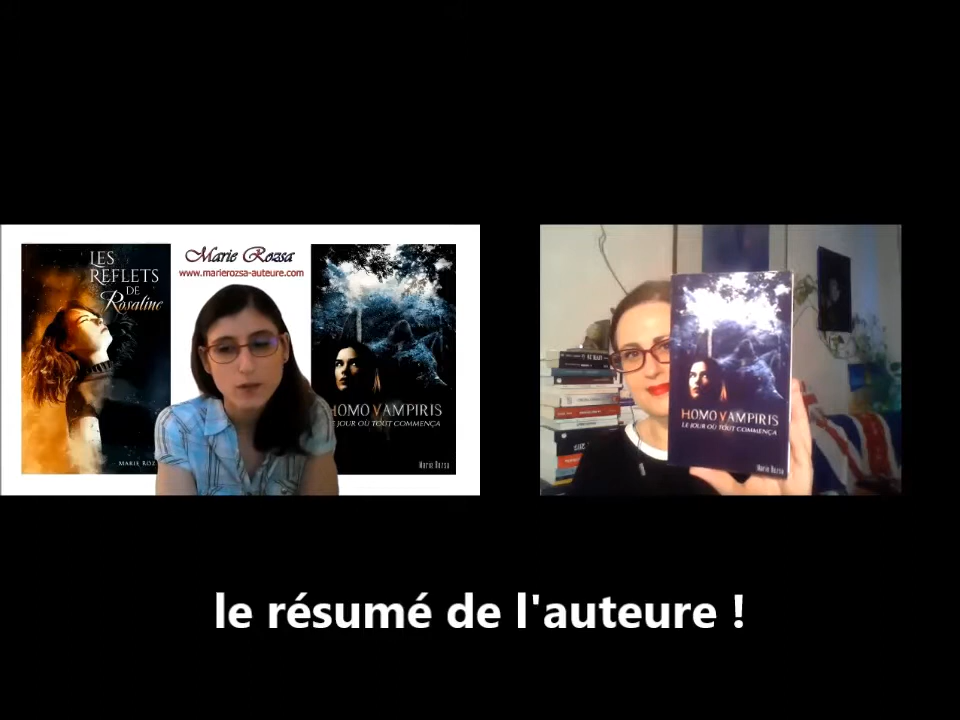 LES
REFLETS
DE
Rosaline
MARIE ROZ
Marie Rozsa
www.marierozsa-auteure.com
HOMO VAMPIRIS
LE JOUR OÙ TOUT COMMENÇA
Marie Rozsa
HOMO VAMPIRIS
LE JOUR OÙ TOUT COMMENÇA
Marie Rozsa
le résumé de l'auteure !